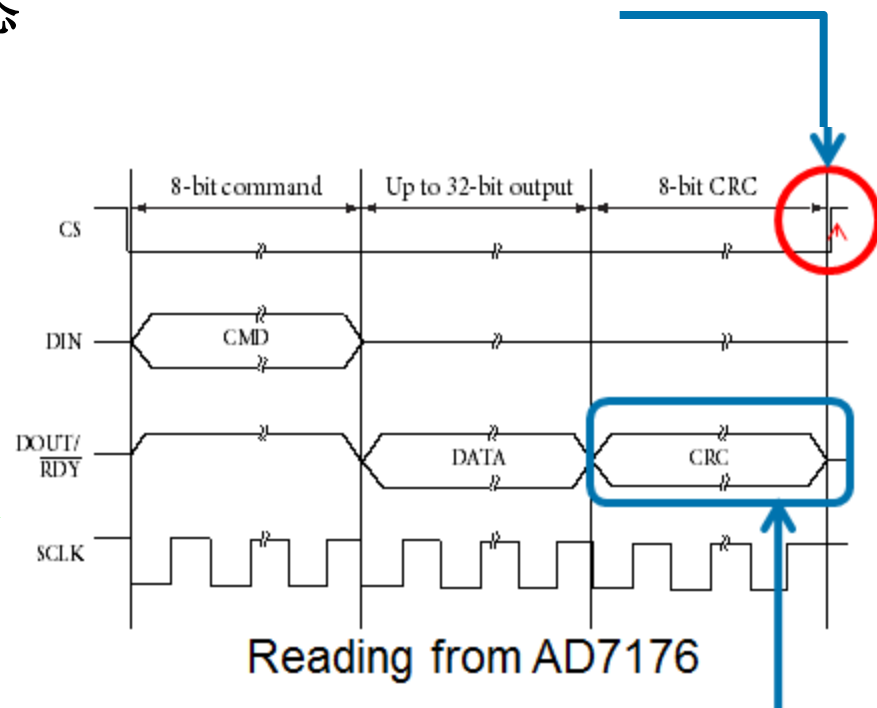 念
8-bit command Up to 32-bit output 8-bit CRC
CS
DIN CMD
DOUT/
RDY DATA CRC
SCLK
Reading from AD7176